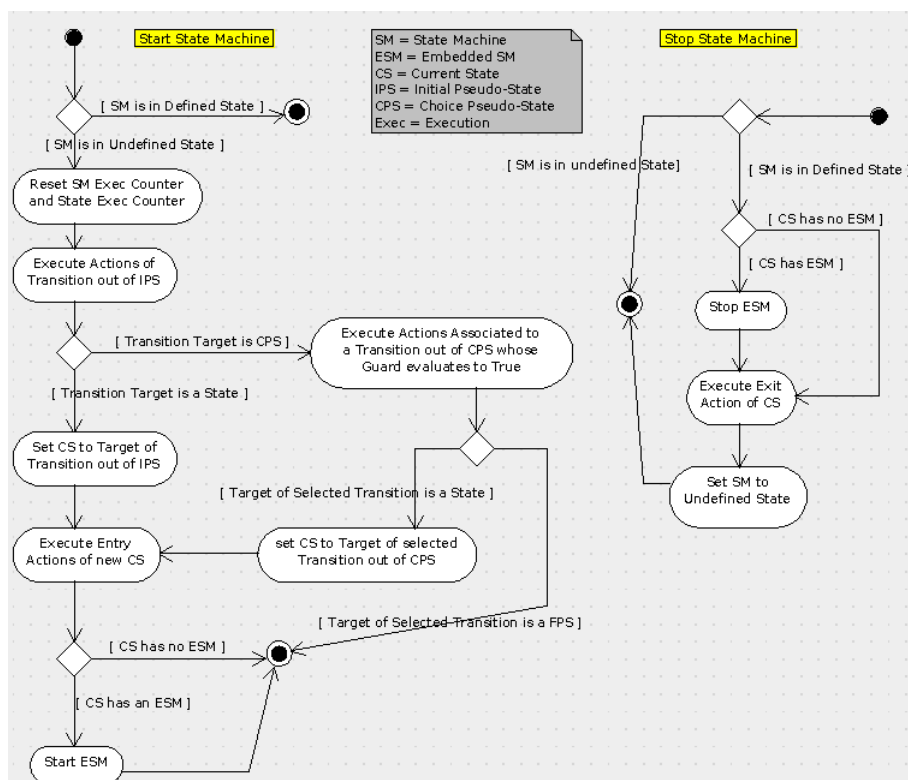 Start State Machine
SM = State Machine
ESM = Embedded SM
CS = Current State
IPS = Initial Pseudo-State
CPS = Choice Pseudo-State
Exec = Execution
Stop State Machine
[ SM is in Defined State ]
[ SM is in Undefined State ]
Reset SM Exec Counter
and State Exec Counter
Execute Actions of
Transition out of IPS
[ Transition Target is CPS ]
Execute Actions Associated to
a Transition out of CPS whose
Guard evaluates to True
[ Transition Target is a State ]
Set CS to Target of
Transition out of IPS
[ Target of Selected Transition is a State ]
Execute Entry
Actions of new CS
set CS to Target of selected
Transition out of CPS
[ Target of Selected Transition is a FPS ]
[ CS has no ESM ]
[ CS has an ESM ]
Start ESM
[ SM is in undefined State]
[ SM is in Defined State ]
[ CS has no ESM ]
[ CS has ESM ]
Stop ESM
Execute Exit
Action of CS
Set SM to
Undefined State